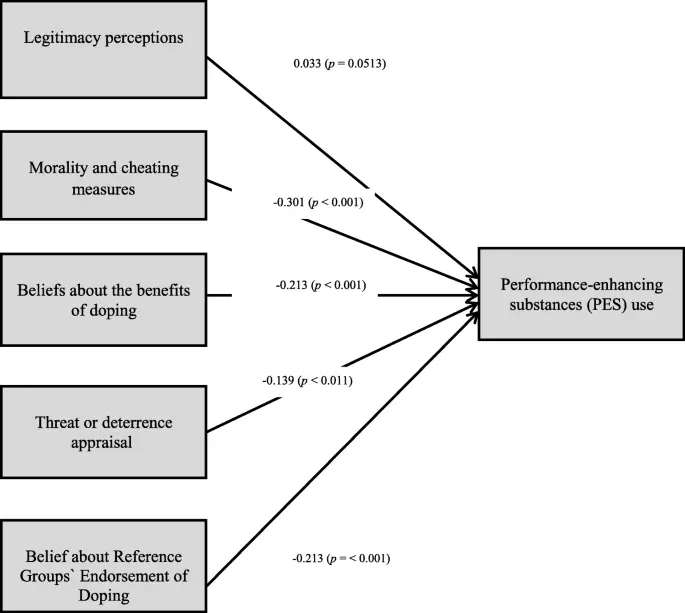 Legitimacy perceptions
0.033 (p = 0.0513)
Morality and cheating
measures
-0.301 (p < 0.001)
Beliefs about the benefits
of doping
-0.213 (p < 0.001)
Performance-enhancing
substances (PES) use
-0.139 (p < 0.011)
Threat or deterrence
appraisal
Belief about Reference
Groups` Endorsement of
Doping
-0.213 (p = < 0.001)